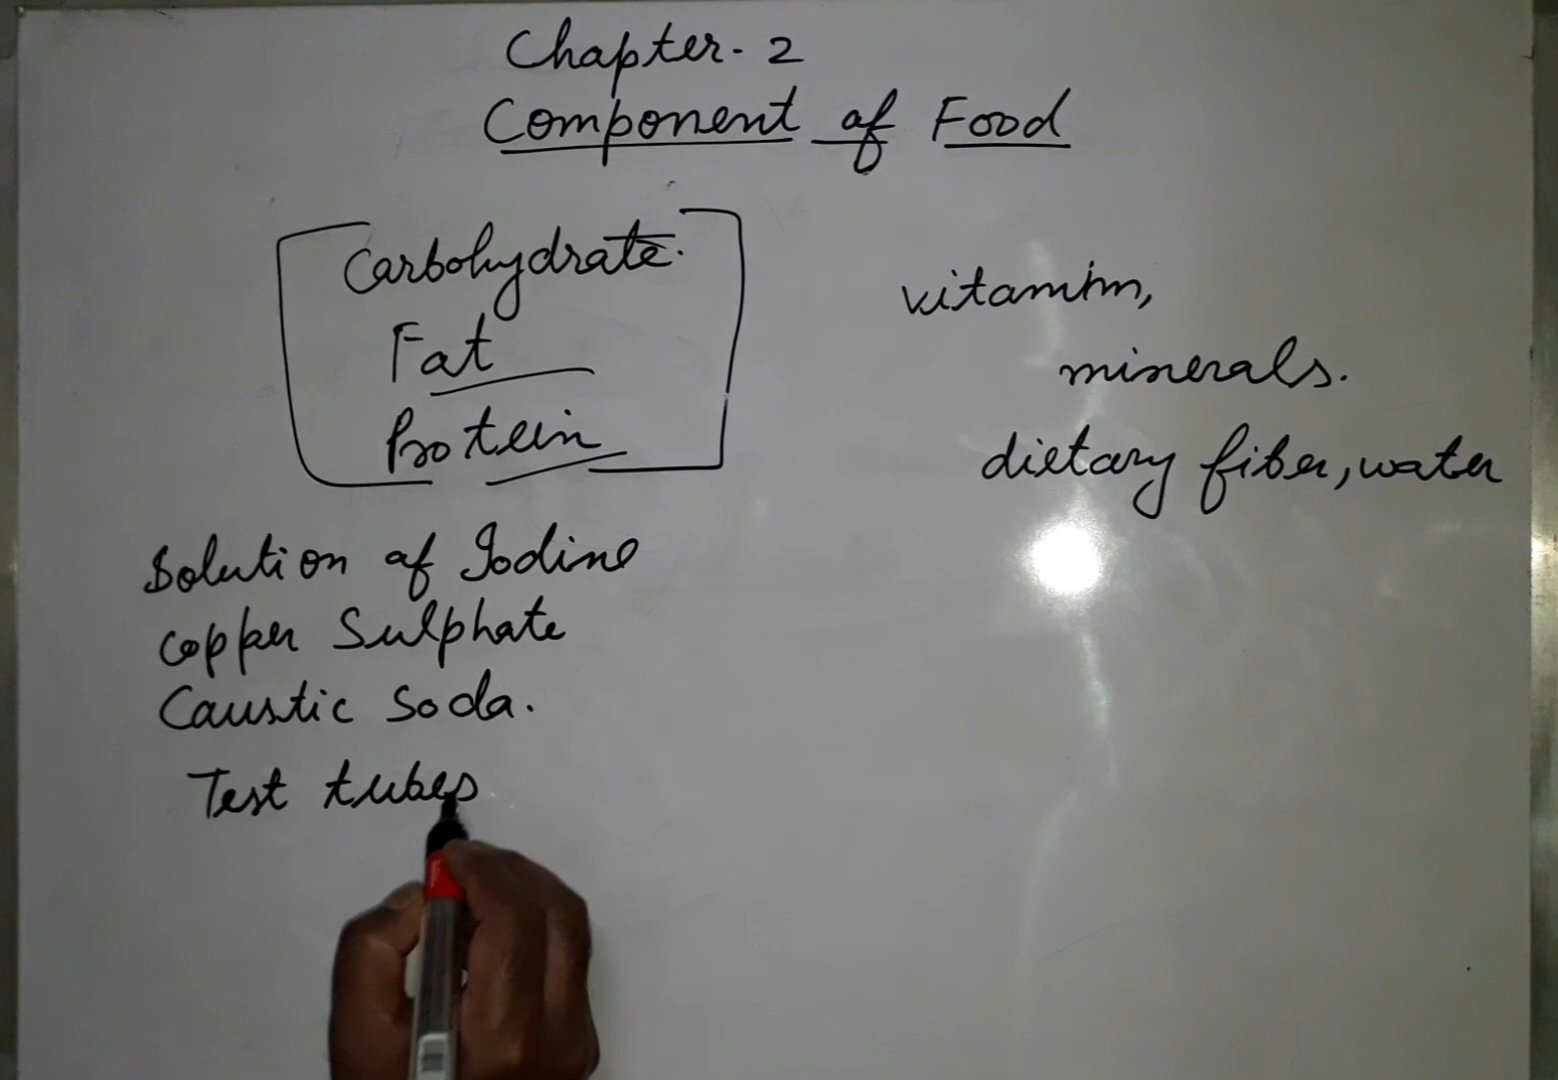 Chapter. 2
Component of Food
Carbohydrate.
Fat
Protein
vitamin,
minerals.
dietary fiber, water
Solution of Iodine
copper Sulphate
Caustic Soda.
Test tubes